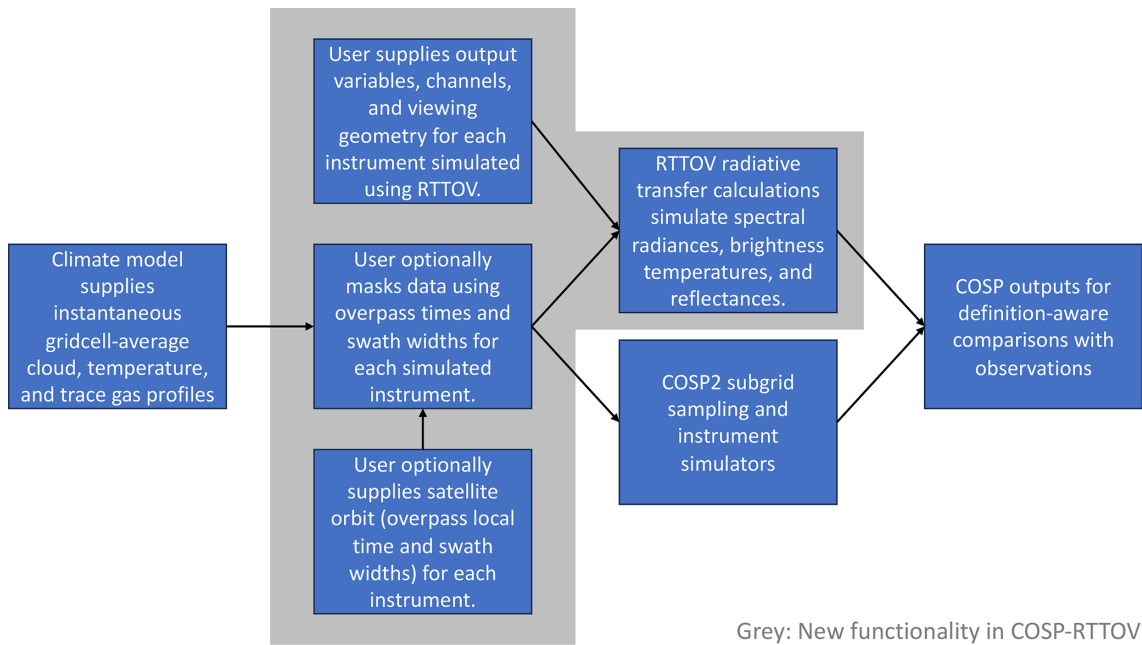 User supplies output
variables, channels,
and viewing
geometry for each
instrument simulated
using RTTOV.
RTTOV radiative
transfer calculations
simulate spectral
radiances, brightness
temperatures, and
reflectances.
Climate model
supplies
instantaneous
gridcell-average
cloud, temperature,
and trace gas profiles
User optionally
masks data using
overpass times and
swath widths for
each simulated
instrument.
COSP outputs for
definition-aware
comparisons with
observations
COSP2 subgrid
sampling and
instrument
simulators
User optionally
supplies satellite
orbit (overpass local
time and swath
widths) for each
instrument.
Grey: New functionality in COSP-RTTOV